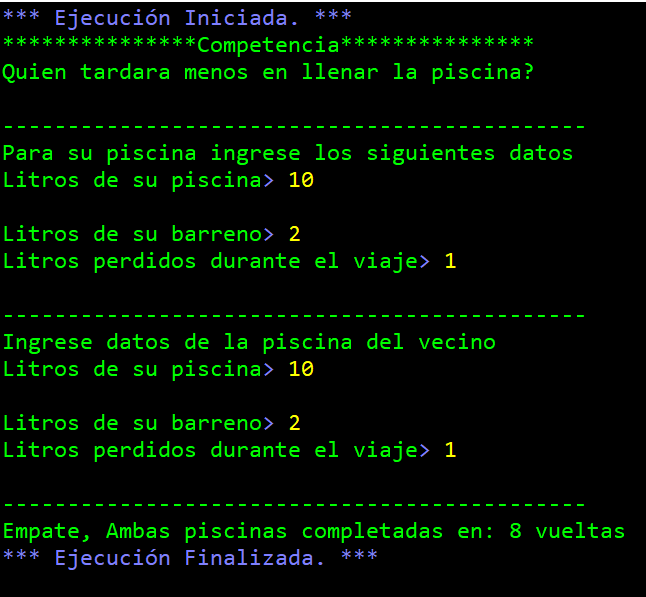 *** Ejecución Iniciada. ***
***************Competencia***************
Quien tardara menos en llenar la piscina?
---------------------------------------------
Para su piscina ingrese los siguientes datos
Litros de su piscina> 10
Litros de su barreno> 2
Litros perdidos durante el viaje> 1
---------------------------------------------
Ingrese datos de la piscina del vecino
Litros de su piscina> 10
Litros de su barreno> 2
Litros perdidos durante el viaje> 1
---------------------------------------------
Empate, Ambas piscinas completadas en: 8 vueltas
*** Ejecución Finalizada. ***